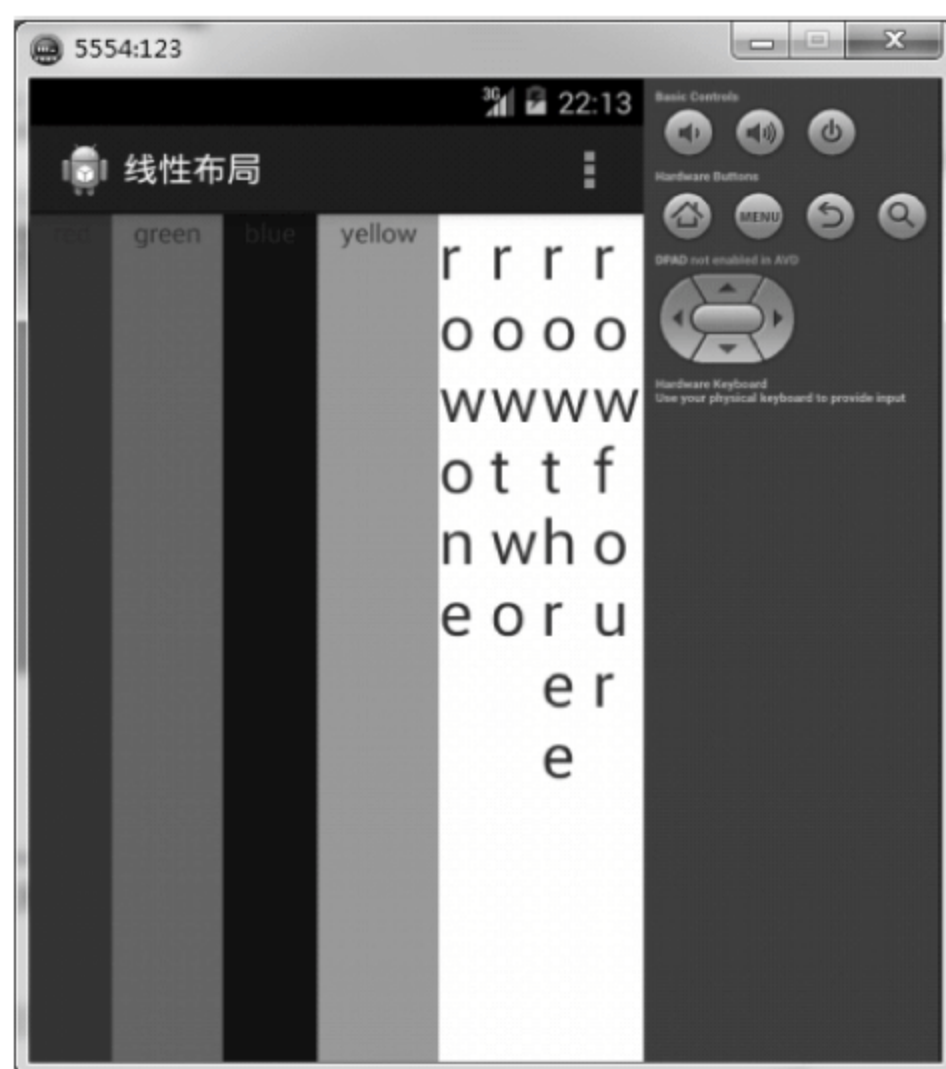 5554:123
3G 22:13
线性布局
red green blue yellow
r r r r
o o o o
w w w w
o t t f
n w h o
e o r u
e r
e
Basic Controls
Hardware Buttons
MENU
DPAD not enabled in AVD
Hardware Keyboard
Use your physical keyboard to provide input